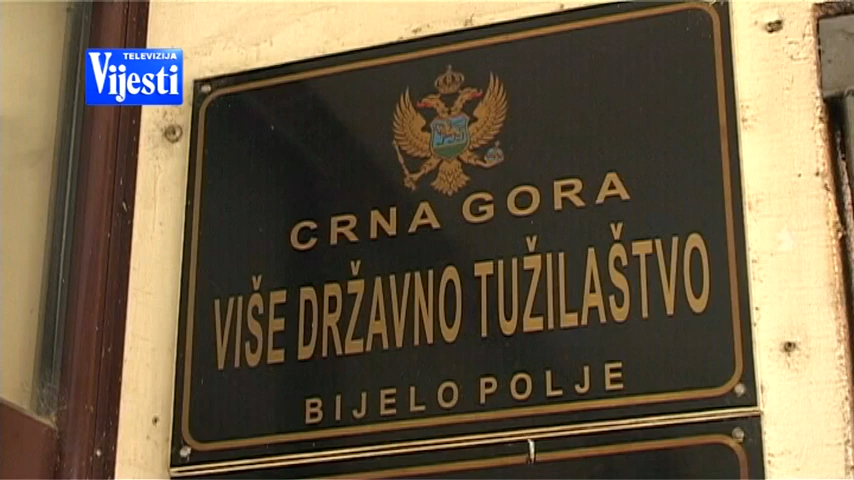 TELEVIZIJA
Vijesti
CRNA GORA
VIŠE DRŽAVNO TUŽILAŠTVO
BIJELO POLJE